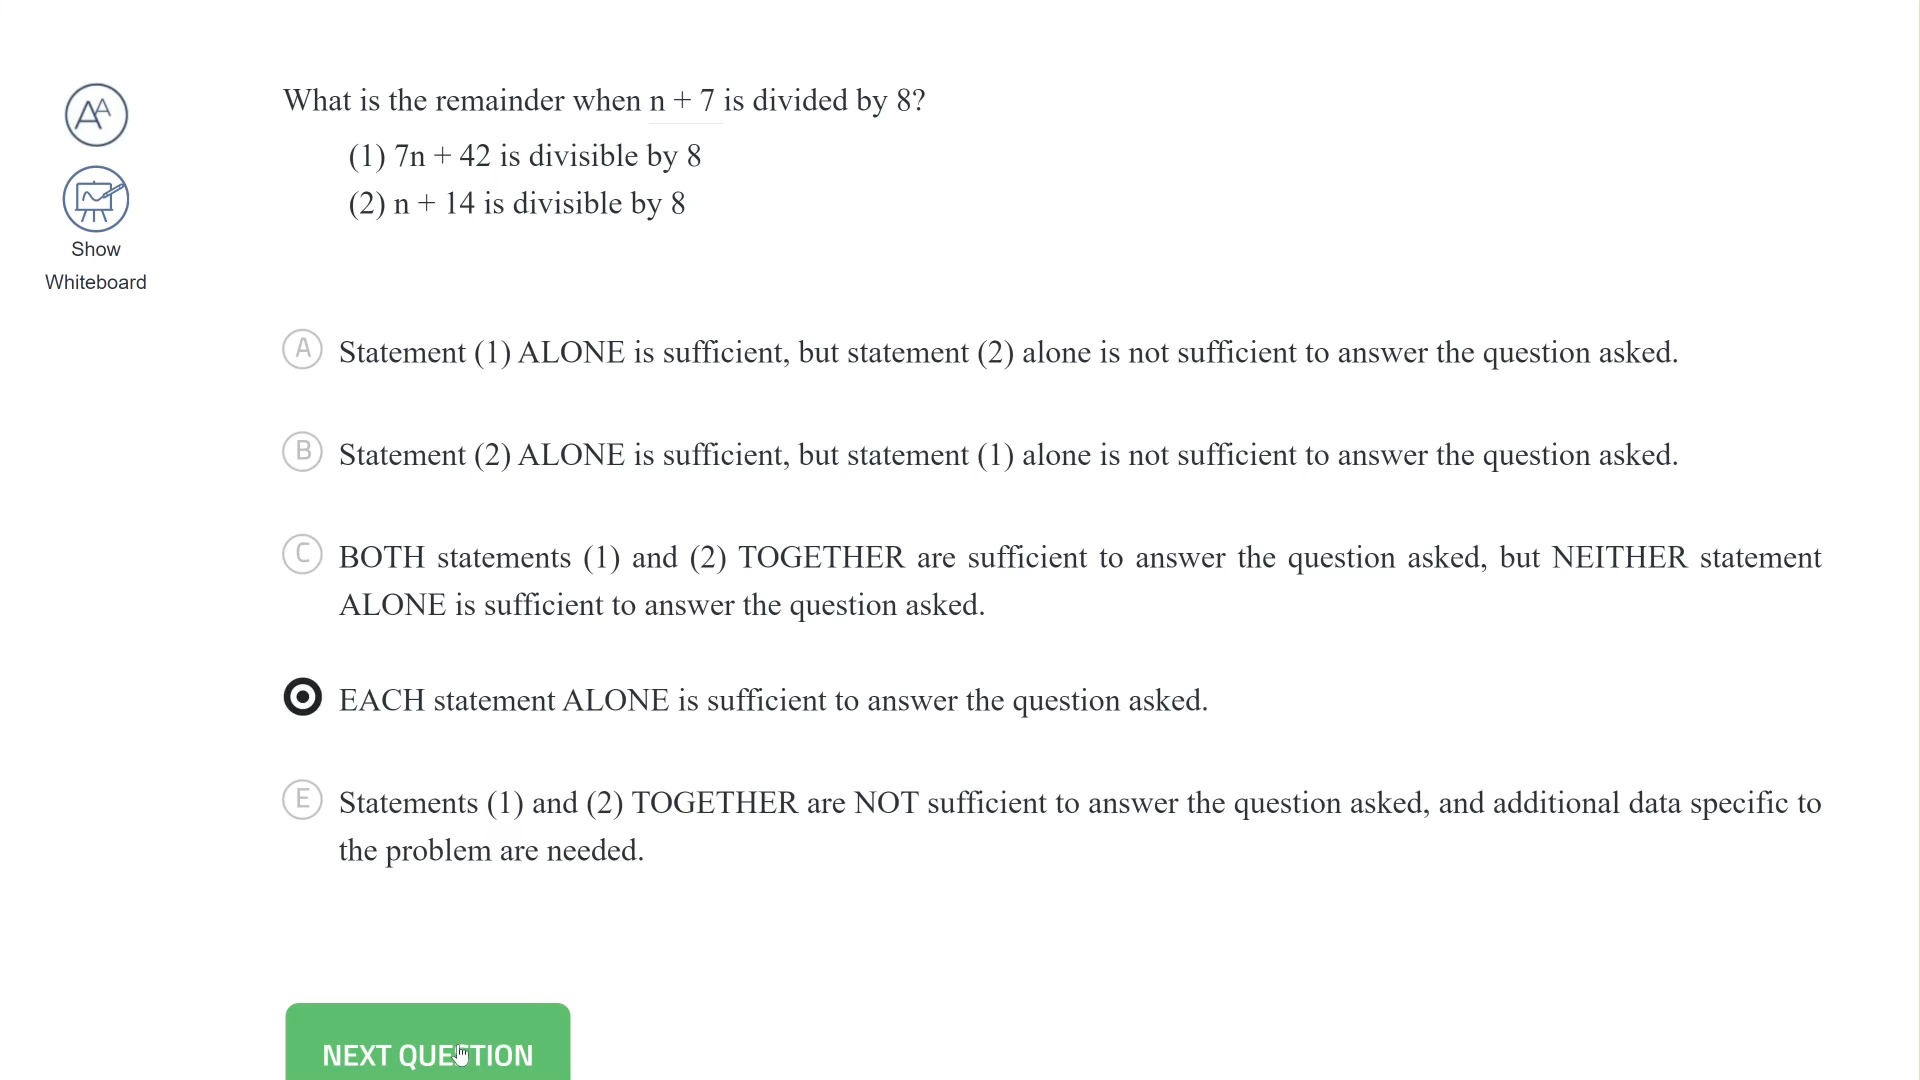 What is the remainder when n + 7 is divided by 8?
(1) 7n + 42 is divisible by 8
(2) n + 14 is divisible by 8
Show
Whiteboard
A Statement (1) ALONE is sufficient, but statement (2) alone is not sufficient to answer the question asked.
B Statement (2) ALONE is sufficient, but statement (1) alone is not sufficient to answer the question asked.
C BOTH statements (1) and (2) TOGETHER are sufficient to answer the question asked, but NEITHER statement
ALONE is sufficient to answer the question asked.
EACH statement ALONE is sufficient to answer the question asked.
E Statements (1) and (2) TOGETHER are NOT sufficient to answer the question asked, and additional data specific to
the problem are needed.
NEXT QUESTION